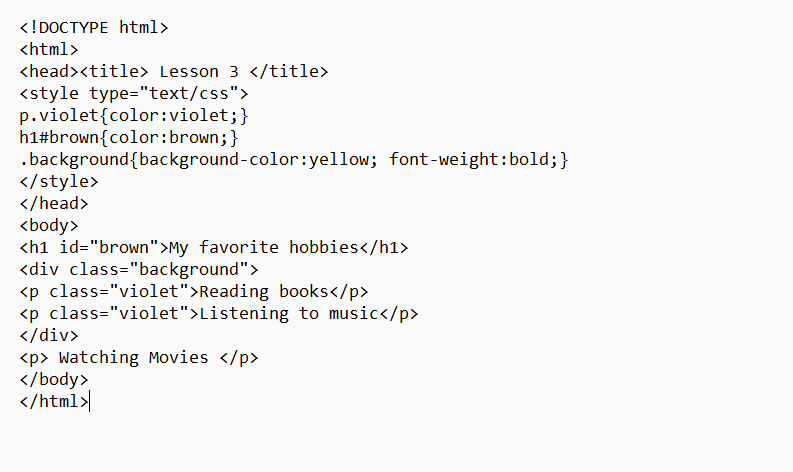 <!DOCTYPE html>
<html>
<head><title> Lesson 3 </title>
<style type="text/css">
p.violet{color:violet;}
h1#brown{color:brown;}
.background{background-color:yellow; font-weight:bold;}
</style>
</head>
<body>
<h1 id="brown">My favorite hobbies</h1>
<div class="background">
<p class="violet">Reading books</p>
<p class="violet">Listening to music</p>
</div>
<p> Watching Movies </p>
</body>
</html>